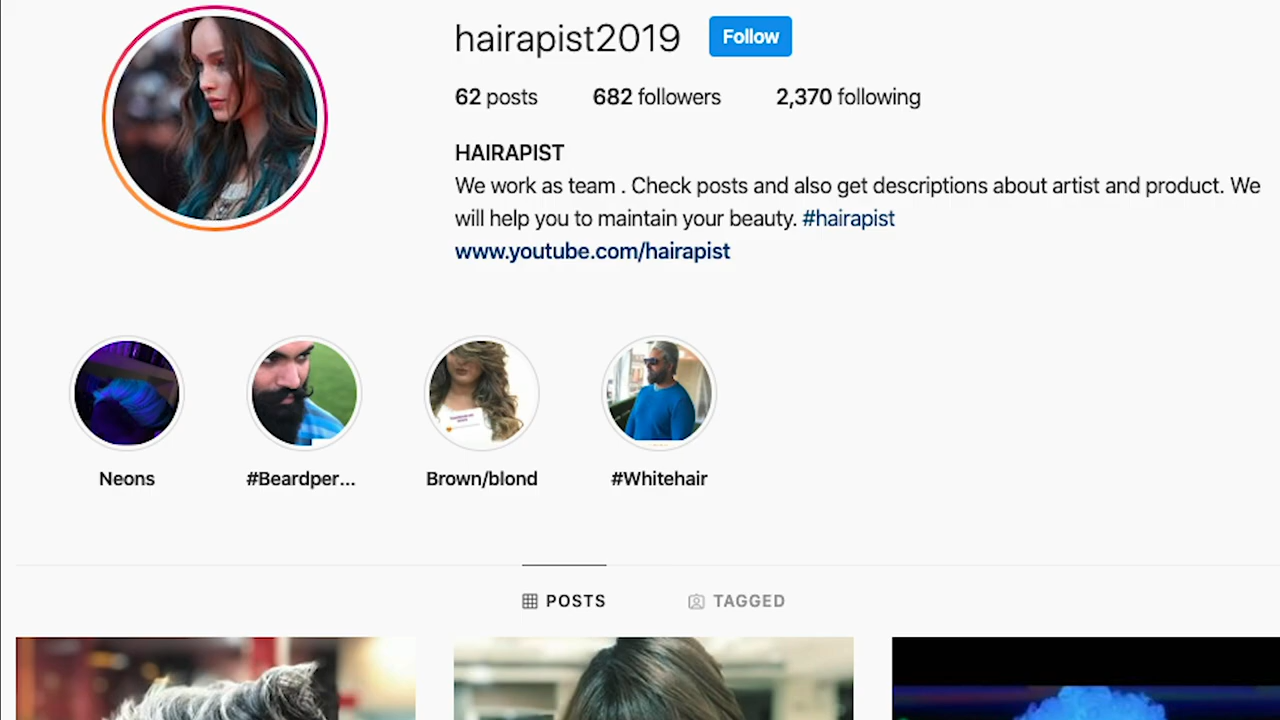 hairapist2019 Follow
62 posts 682 followers 2,370 following
HAIRAPIST
We work as team . Check posts and also get descriptions about artist and product. We
will help you to maintain your beauty. #hairapist
www.youtube.com/hairapist
Neons #Beardper... Brown/blond #Whitehair
POSTS TAGGED